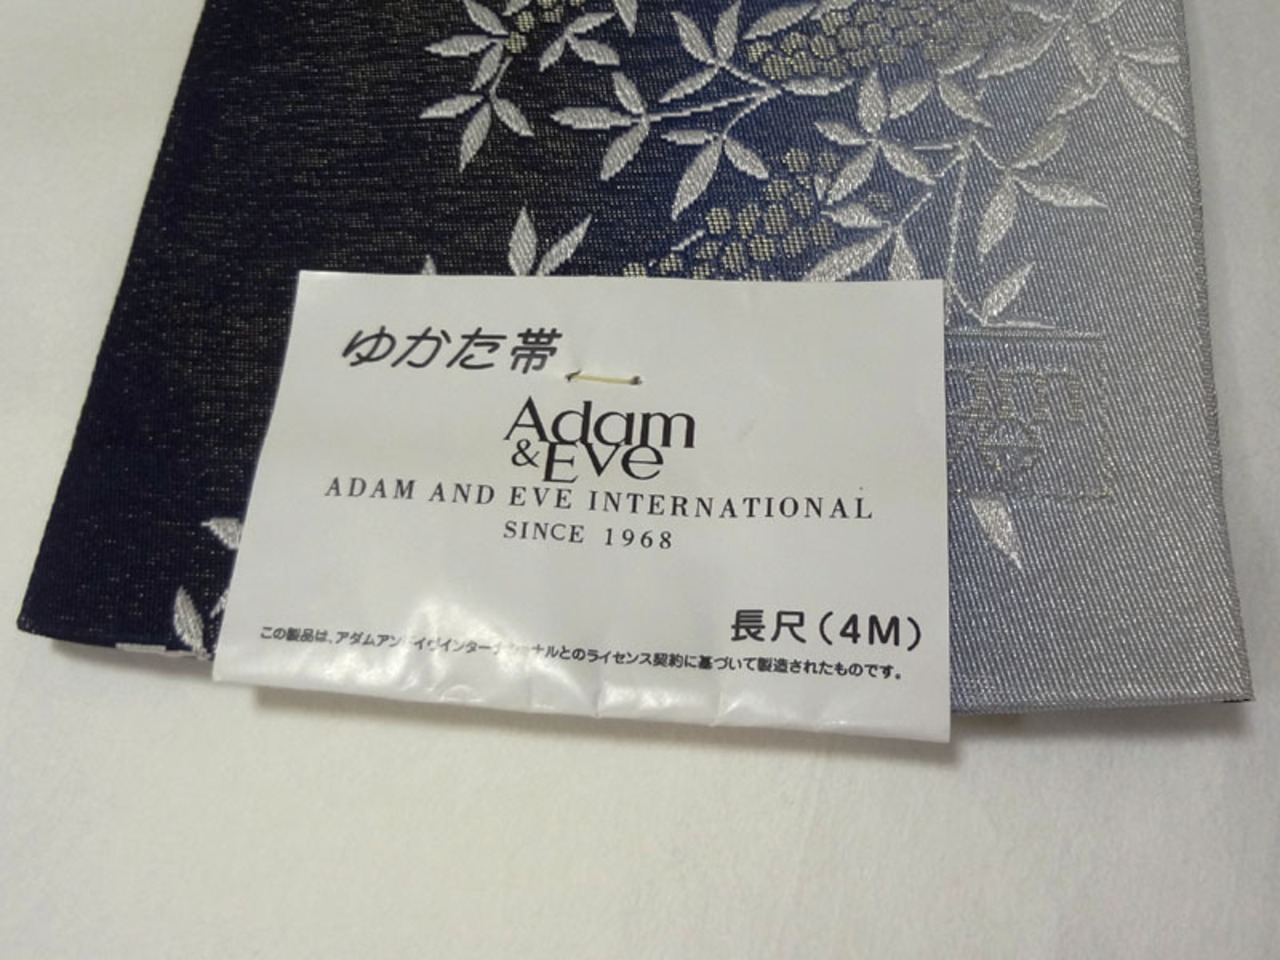 ゆかた帯
Adam
&Eve
ADAM AND EVE INTERNATIONAL
SINCE 1968
長尺(4M)
この製品は、アダムアン イヴインターナショナルとのライセンス契約に基づいて製造されたものです。